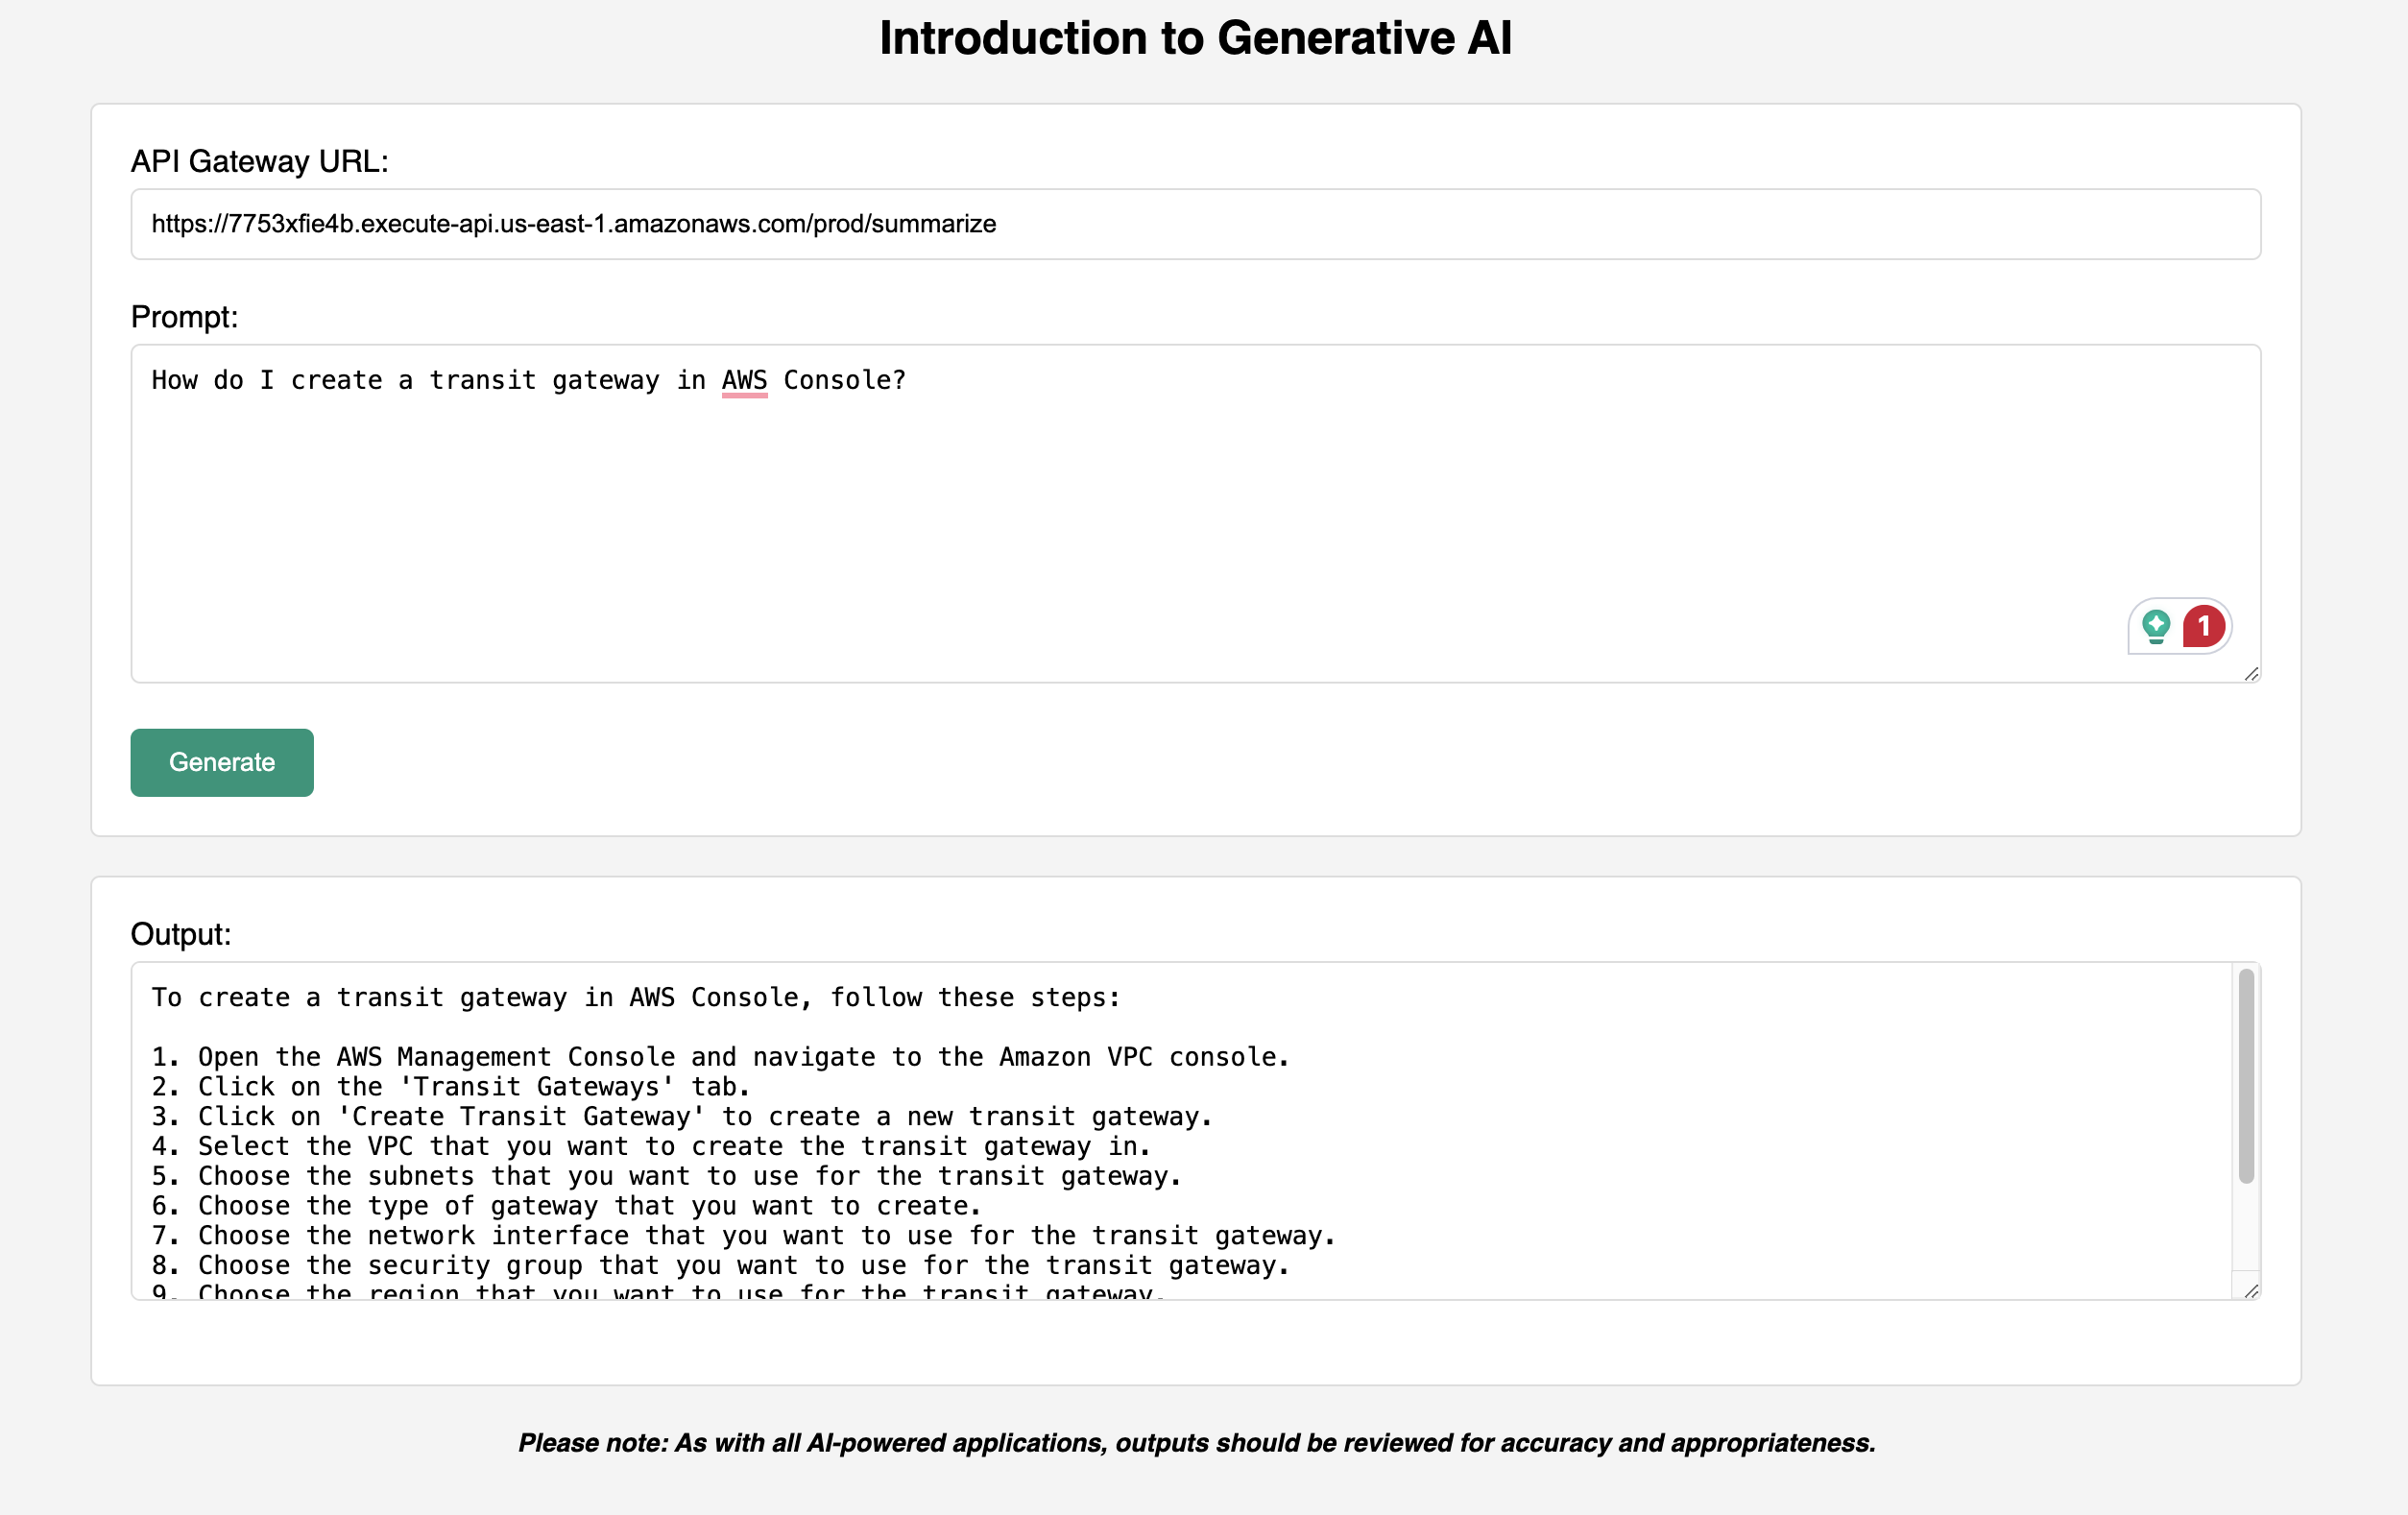 Introduction to Generative AI
API Gateway URL:
https://7753xfie4b.execute-api.us-east-1.amazonaws.com/prod/summarize
Prompt:
How do I create a transit gateway in AWS Console?
1
Generate
Output:
To create a transit gateway in AWS Console, follow these steps:
1. Open the AWS Management Console and navigate to the Amazon VPC console.
2. Click on the 'Transit Gateways' tab.
3. Click on 'Create Transit Gateway' to create a new transit gateway.
4. Select the VPC that you want to create the transit gateway in.
5. Choose the subnets that you want to use for the transit gateway.
6. Choose the type of gateway that you want to create.
7. Choose the network interface that you want to use for the transit gateway.
8. Choose the security group that you want to use for the transit gateway.
9. Choose the region that you want to use for the transit gateway.
Please note: As with all AI-powered applications, outputs should be reviewed for accuracy and appropriateness.